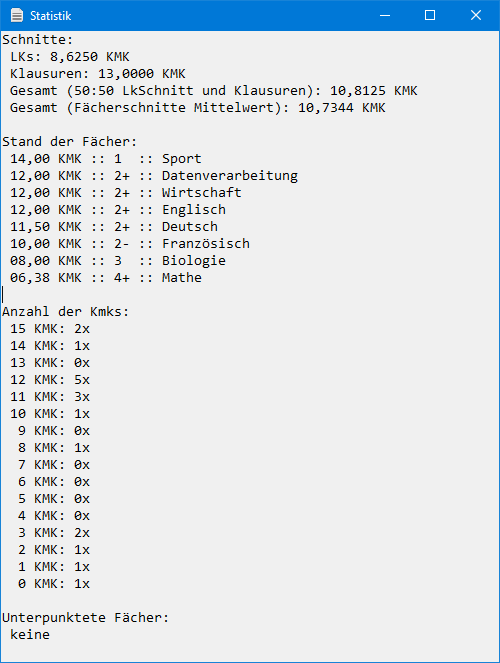 Statistik
Schnitte:
LKs: 8,6250 KMK
Klausuren: 13,0000 KMK
Gesamt (50:50 LkSchnitt und Klausuren): 10,8125 KMK
Gesamt (Fächerschnitte Mittelwert): 10,7344 KMK
Stand der Fächer:
14,00 KMK :: 1  :: Sport
12,00 KMK :: 2+ :: Datenverarbeitung
12,00 KMK :: 2+ :: Wirtschaft
12,00 KMK :: 2+ :: Englisch
11,50 KMK :: 2+ :: Deutsch
10,00 KMK :: 2- :: Französisch
08,00 KMK :: 3  :: Biologie
06,38 KMK :: 4+ :: Mathe
Anzahl der Kmks:
15 KMK: 2x
14 KMK: 1x
13 KMK: 0x
12 KMK: 5x
11 KMK: 3x
10 KMK: 1x
9 KMK: 0x
8 KMK: 1x
7 KMK: 0x
6 KMK: 0x
5 KMK: 0x
4 KMK: 0x
3 KMK: 2x
2 KMK: 1x
1 KMK: 1x
0 KMK: 1x
Unterpunktete Fächer:
keine